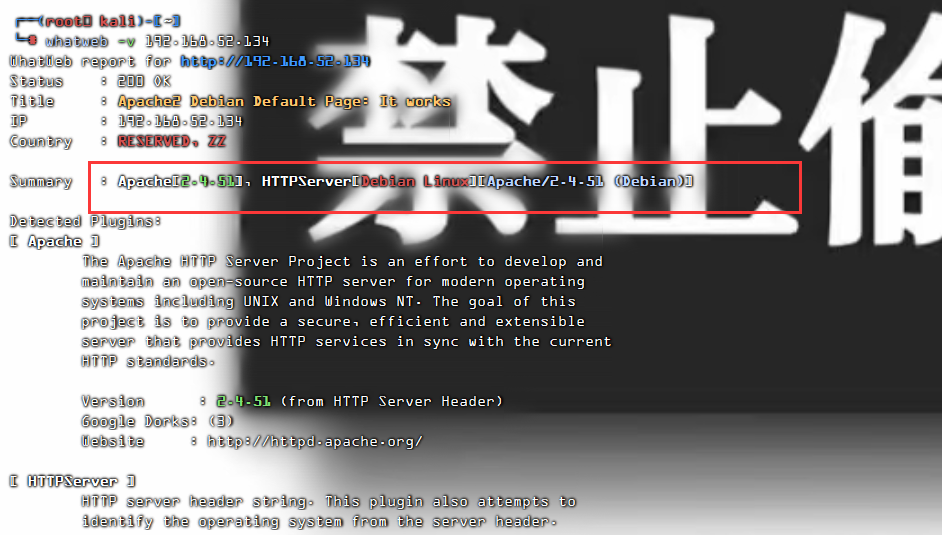 ┌──(root㉿kali)-[~]
└─# whatweb -v 192.168.52.134
WhatWeb report for http://192.168.52.134
Status    : 200 OK
Title     : Apache2 Debian Default Page: It works
IP        : 192.168.52.134
Country   : RESERVED, ZZ
Summary   : Apache[2.4.51], HTTPServer[Debian Linux][Apache/2.4.51 (Debian)]
Detected Plugins:
[ Apache ]
The Apache HTTP Server Project is an effort to develop and
maintain an open-source HTTP server for modern operating
systems including UNIX and Windows NT. The goal of this
project is to provide a secure, efficient and extensible
server that provides HTTP services in sync with the current
HTTP standards.
Version      : 2.4.51 (from HTTP Server Header)
Google Dorks: (3)
Website     : http://httpd.apache.org/
[ HTTPServer ]
HTTP server header string. This plugin also attempts to
identify the operating system from the server header.
禁止